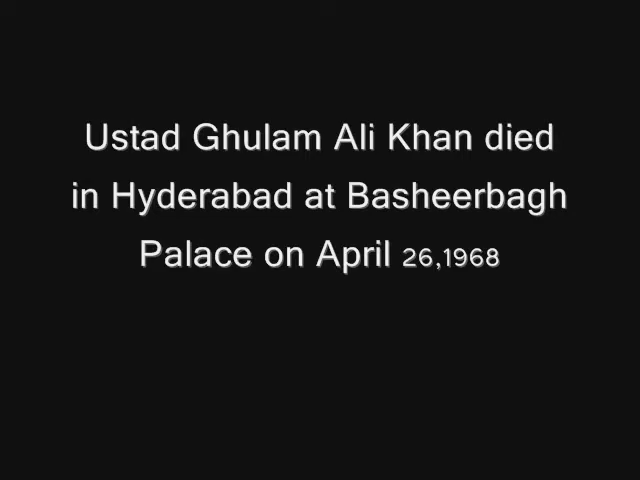 Ustad Ghulam Ali Khan died
in Hyderabad at Basheerbagh
Palace on April 26,1968